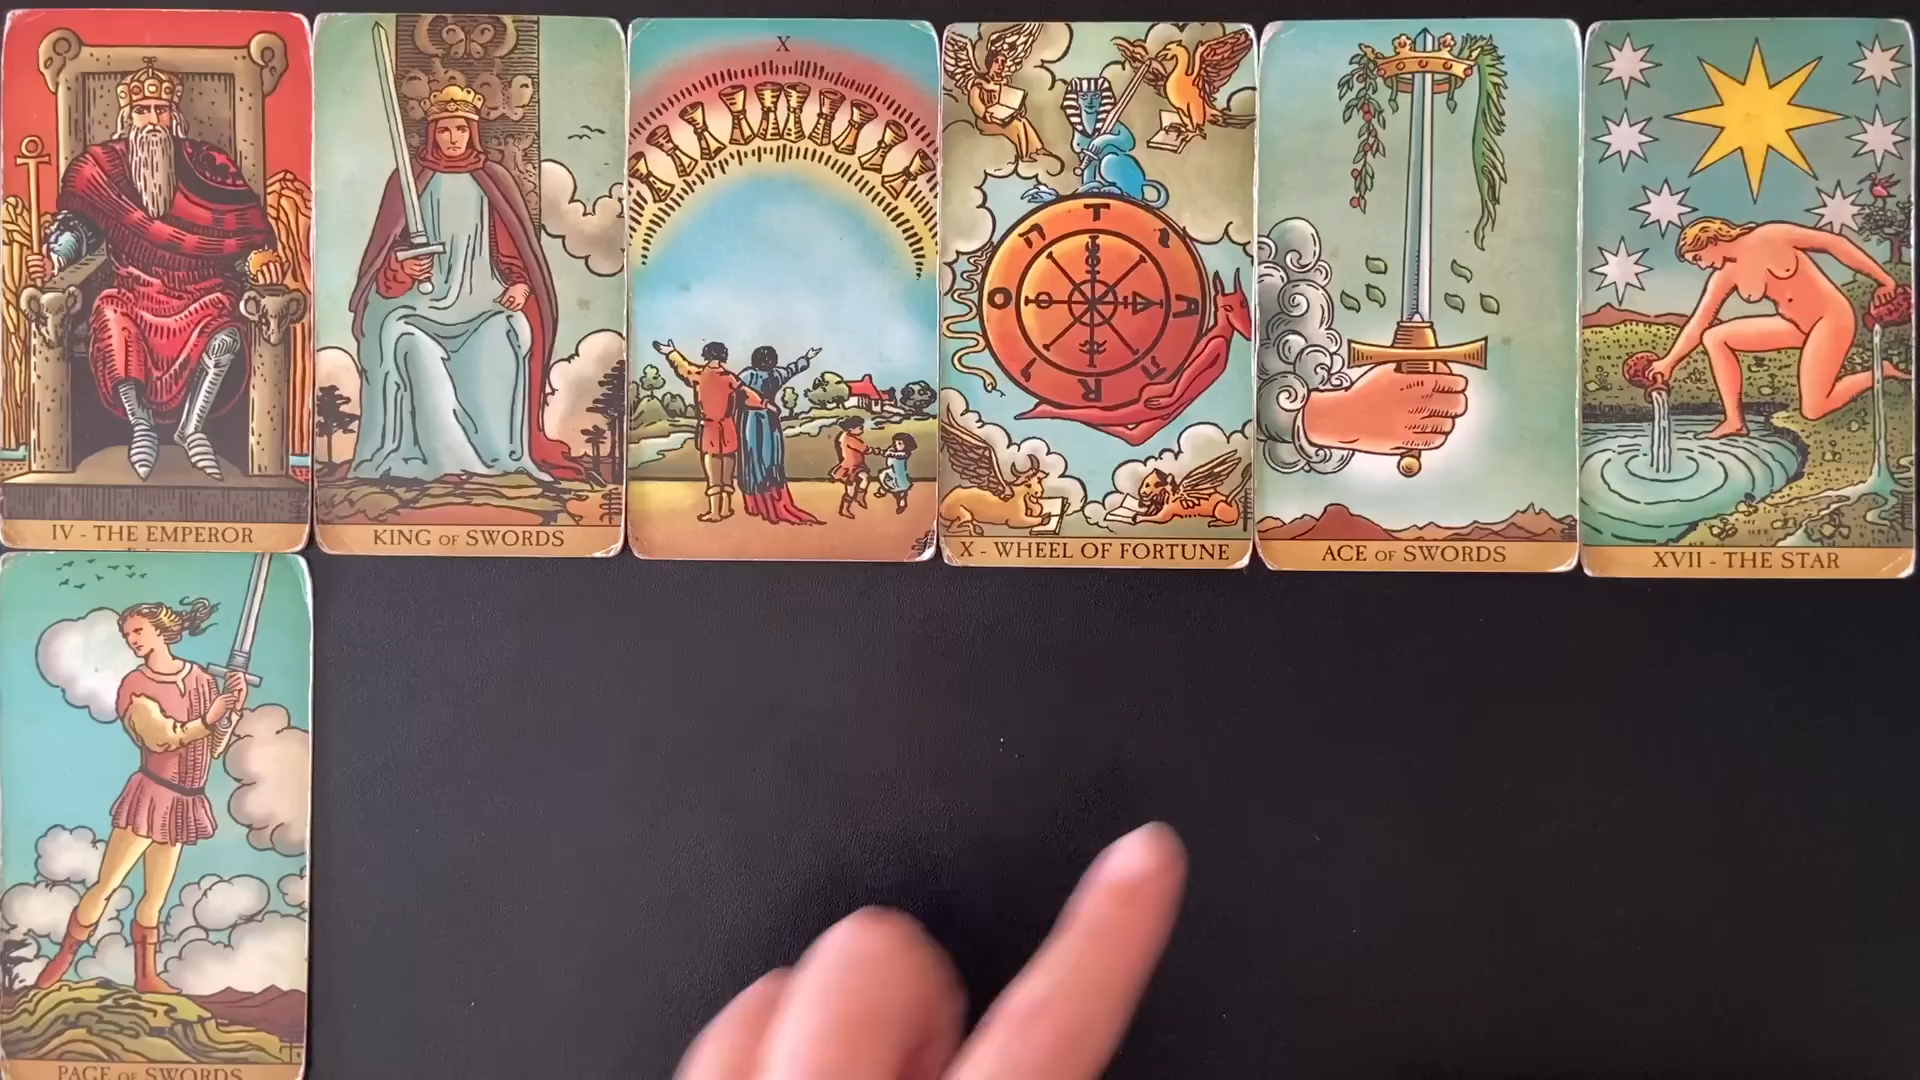 IV - THE EMPEROR
KING OF SWORDS
X
X - WHEEL OF FORTUNE
ACE OF SWORDS
XVII - THE STAR
PAGE OF SWORDS